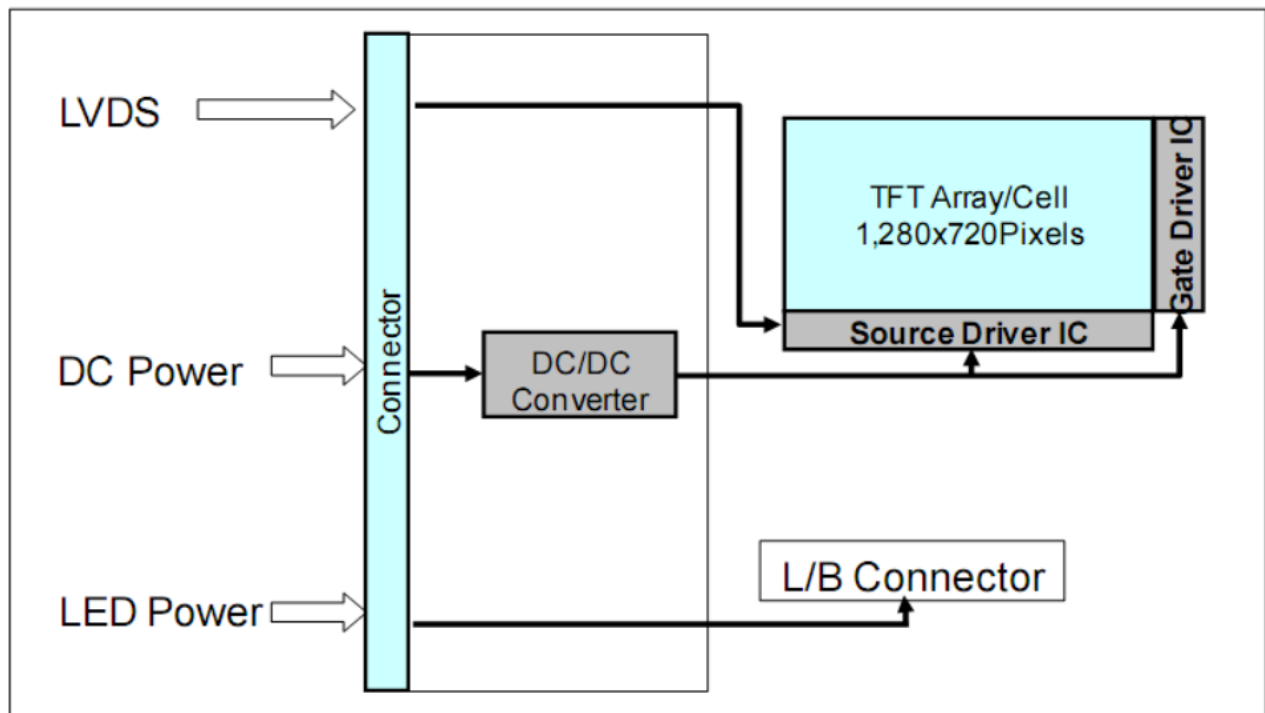 LVDS
DC Power
LED Power
Connector
DC/DC
Converter
TFT Array/Cell
1,280x720Pixels
Gate Driver IC
Source Driver IC
L/B Connector